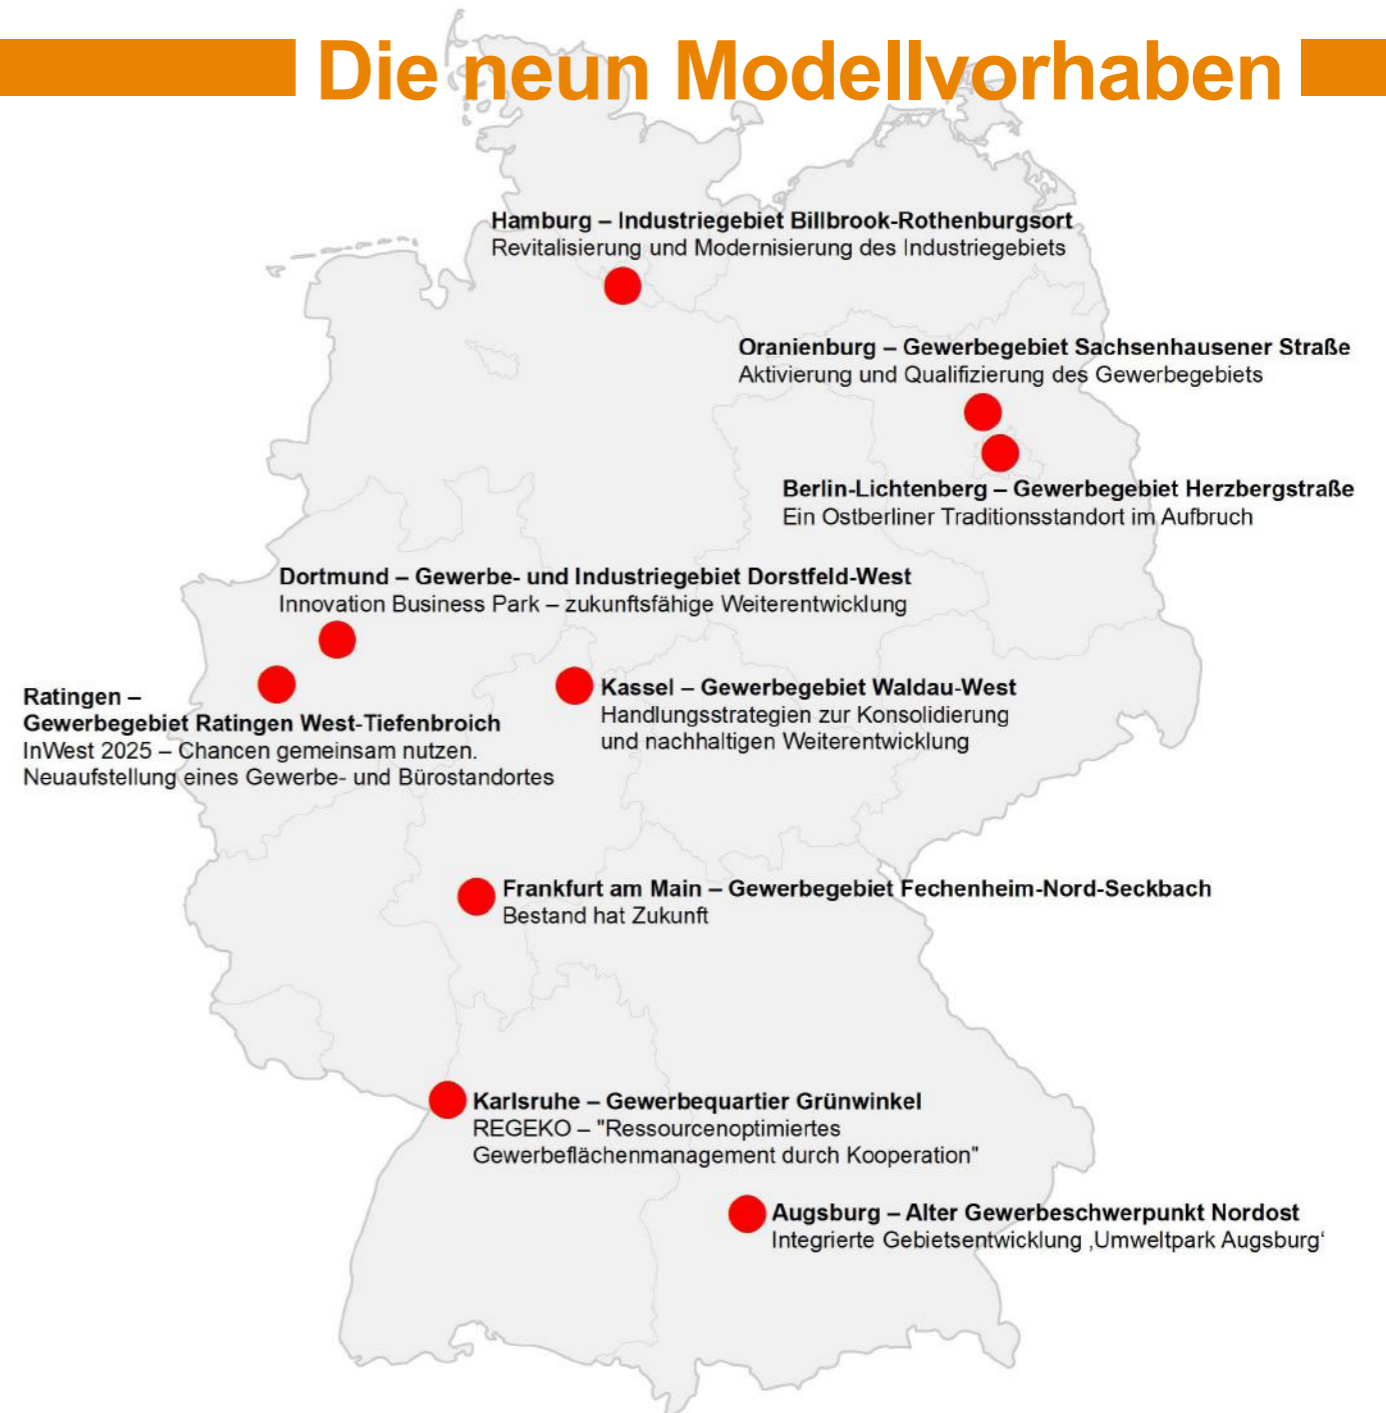 Die neun Modellvorhaben
Hamburg – Industriegebiet Billbrook-Rothenburgsort
Revitalisierung und Modernisierung des Industriegebiets
Oranienburg – Gewerbegebiet Sachsenhausener Straße
Aktivierung und Qualifizierung des Gewerbegebiets
Berlin-Lichtenberg – Gewerbegebiet Herzbergstraße
Ein Ostberliner Traditionsstandort im Aufbruch
Dortmund – Gewerbe- und Industriegebiet Dorstfeld-West
Innovation Business Park – zukunftsfähige Weiterentwicklung
Ratingen –
Gewerbegebiet Ratingen West-Tiefenbroich
InWest 2025 – Chancen gemeinsam nutzen.
Neuaufstellung eines Gewerbe- und Bürostandortes
Kassel – Gewerbegebiet Waldau-West
Handlungsstrategien zur Konsolidierung
und nachhaltigen Weiterentwicklung
Frankfurt am Main – Gewerbegebiet Fechenheim-Nord-Seckbach
Bestand hat Zukunft
Karlsruhe – Gewerbequartier Grünwinkel
REGEKO – "Ressourcenoptimiertes
Gewerbeflächenmanagement durch Kooperation"
Augsburg – Alter Gewerbeschwerpunkt Nordost
Integrierte Gebietsentwicklung ‚Umweltpark Augsburg‘